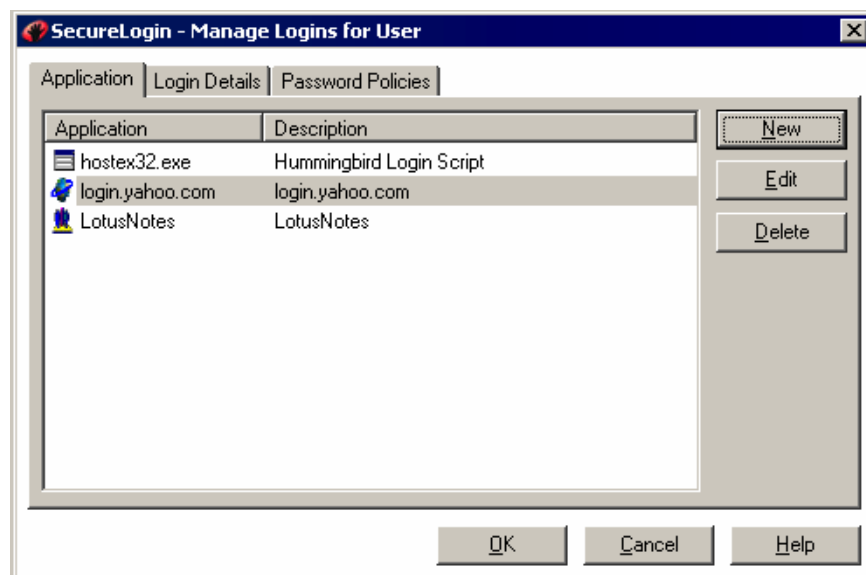 SecureLogin - Manage Logins for User
Application Login Details Password Policies
Application Description
hostex32.exe Hummingbird Login Script
login.yahoo.com login.yahoo.com
LotusNotes LotusNotes
New
Edit
Delete
OK Cancel Help